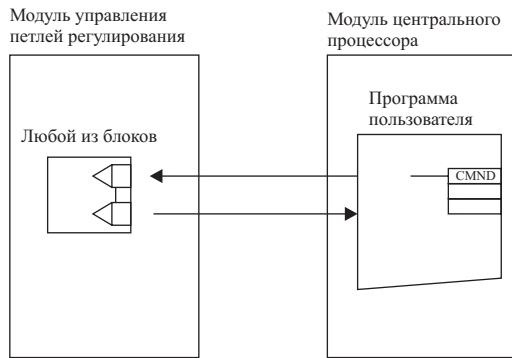 Модуль управления
петлей регулирования
Модуль центрального
процессора
Программа
пользователя
Любой из блоков
CMND